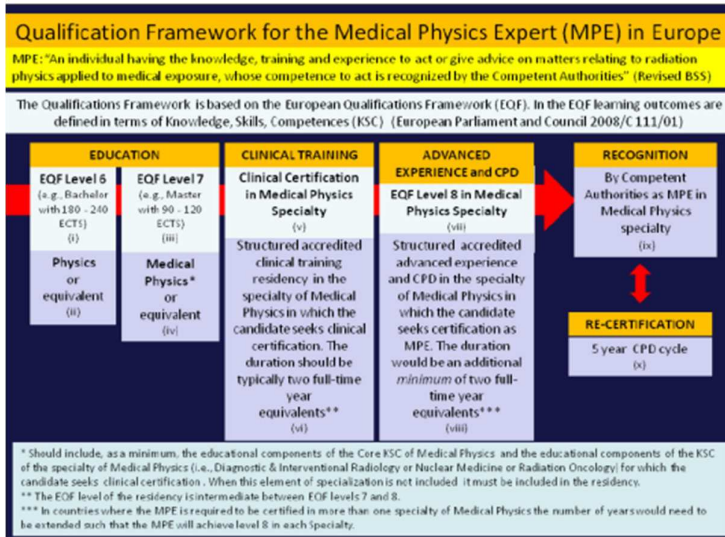 Qualification Framework for the Medical Physics Expert (MPE) in Europe
MPE: "An individual having the knowledge, training and experience to act or give advice on matters relating to radiation
physics applied to medical exposure, whose competence to act is recognized by the Competent Authorities" (Revised BSS)
The Qualifications Framework is based on the European Qualifications Framework (EQF). In the EQF learning outcomes are
defined in terms of Knowledge, Skills, Competences (KSC) (European Parliament and Council 2008/C 111/01)
EDUCATION
EQF Level 6
(e.g., Bachelor
with 180 - 240
ECTS)
(i)
Physics
or
equivalent
(ii)
EQF Level 7
(e.g., Master
with 90 - 120
ECTS)
(iii)
Medical
Physics*
or
equivalent
(iv)
CLINICAL TRAINING
Clinical Certification
in Medical Physics
Specialty
(v)
Structured accredited
clinical training
residency in the
specialty of Medical
Physics in which the
candidate seeks clinical
certification. The
duration should be
typically two full-time
year
equivalents**
(vi)
ADVANCED
EXPERIENCE and CPD
EQF Level 8 in Medical
Physics Specialty
(vii)
Structured accredited
advanced experience
and CPD in the specialty
of Medical Physics in
which the candidate
seeks certification as
MPE. The duration
would be an additional
minimum of two full-
time year
equivalents***
(viii)
RECOGNITION
By Competent
Authorities as MPE in
Medical Physics
specialty
(ix)
RE-CERTIFICATION
5 year CPD cycle
(x)
* Should include, as a minimum, the educational components of the Core KSC of Medical Physics and the educational components of the KSC
of the specialty of Medical Physics (i.e., Diagnostic & Interventional Radiology or Nuclear Medicine or Radiation Oncology) for which the
candidate seeks clinical certification. When this element of specialization is not included it must be included in the residency.
** The EQF level of the residency is intermediate between EQF levels 7 and 8.
*** In countries where the MPE is required to be certified in more than one specialty of Medical Physics the number of years would need to
be extended such that the MPE will achieve level 8 in each Specialty.